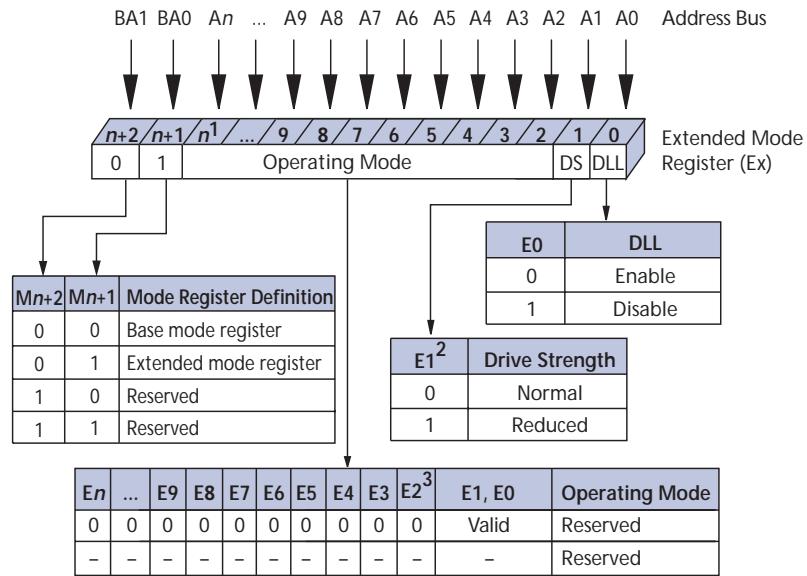 BA1 BA0 An ... A9 A8 A7 A6 A5 A4 A3 A2 A1 A0 Address Bus
n+2 n+1 n1 ... 9 8 7 6 5 4 3 2 1 0
Extended Mode
Register (Ex)
0 1 Operating Mode DS DLL
E0 DLL
0 Enable
1 Disable
Mn+2 Mn+1 Mode Register Definition
0 0 Base mode register
0 1 Extended mode register
1 0 Reserved
1 1 Reserved
E12 Drive Strength
0 Normal
1 Reduced
En ... E9 E8 E7 E6 E5 E4 E3 E23 E1, E0 Operating Mode
0 0 0 0 0 0 0 0 0 0 Valid Reserved
– – – – – – – – – – – Reserved